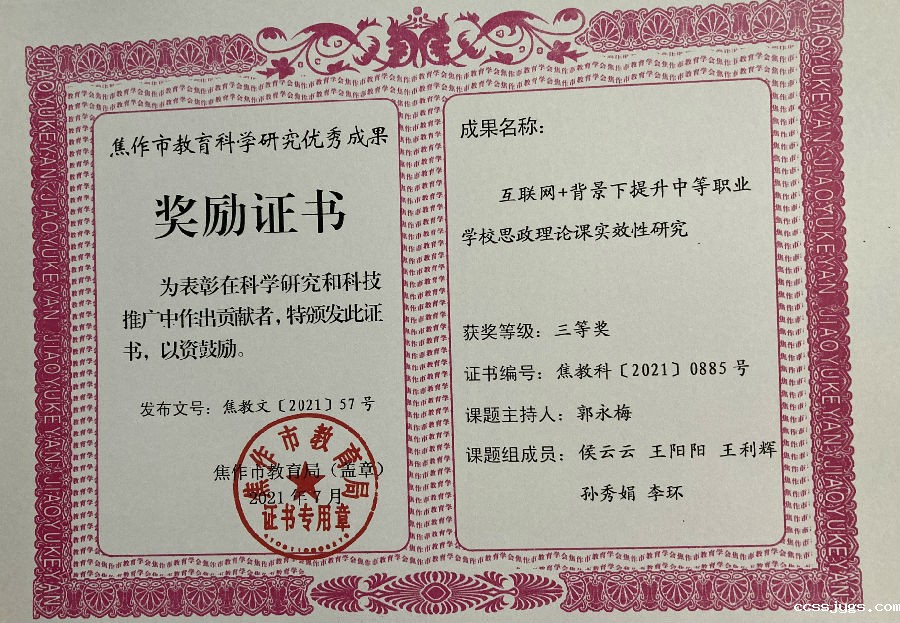 焦作市教育科学研究优秀成果
奖励证书
为表彰在科学研究和科技
推广中作出贡献者,特颁发此证
书,以资鼓励。
发布文号:焦教文〔2021〕57号
焦作市教育局(盖章)
2021年7月
焦作市教育局
证书专用章
成果名称:
互联网+背景下提升中等职业
学校思政理论课实效性研究
获奖等级:三等奖
证书编号:焦教科〔2021〕0885号
课题主持人:郭永梅
课题组成员:侯云云 王阳阳 王利辉
孙秀娟 李环
JIAOYUKEYAN
ccssjugs.com